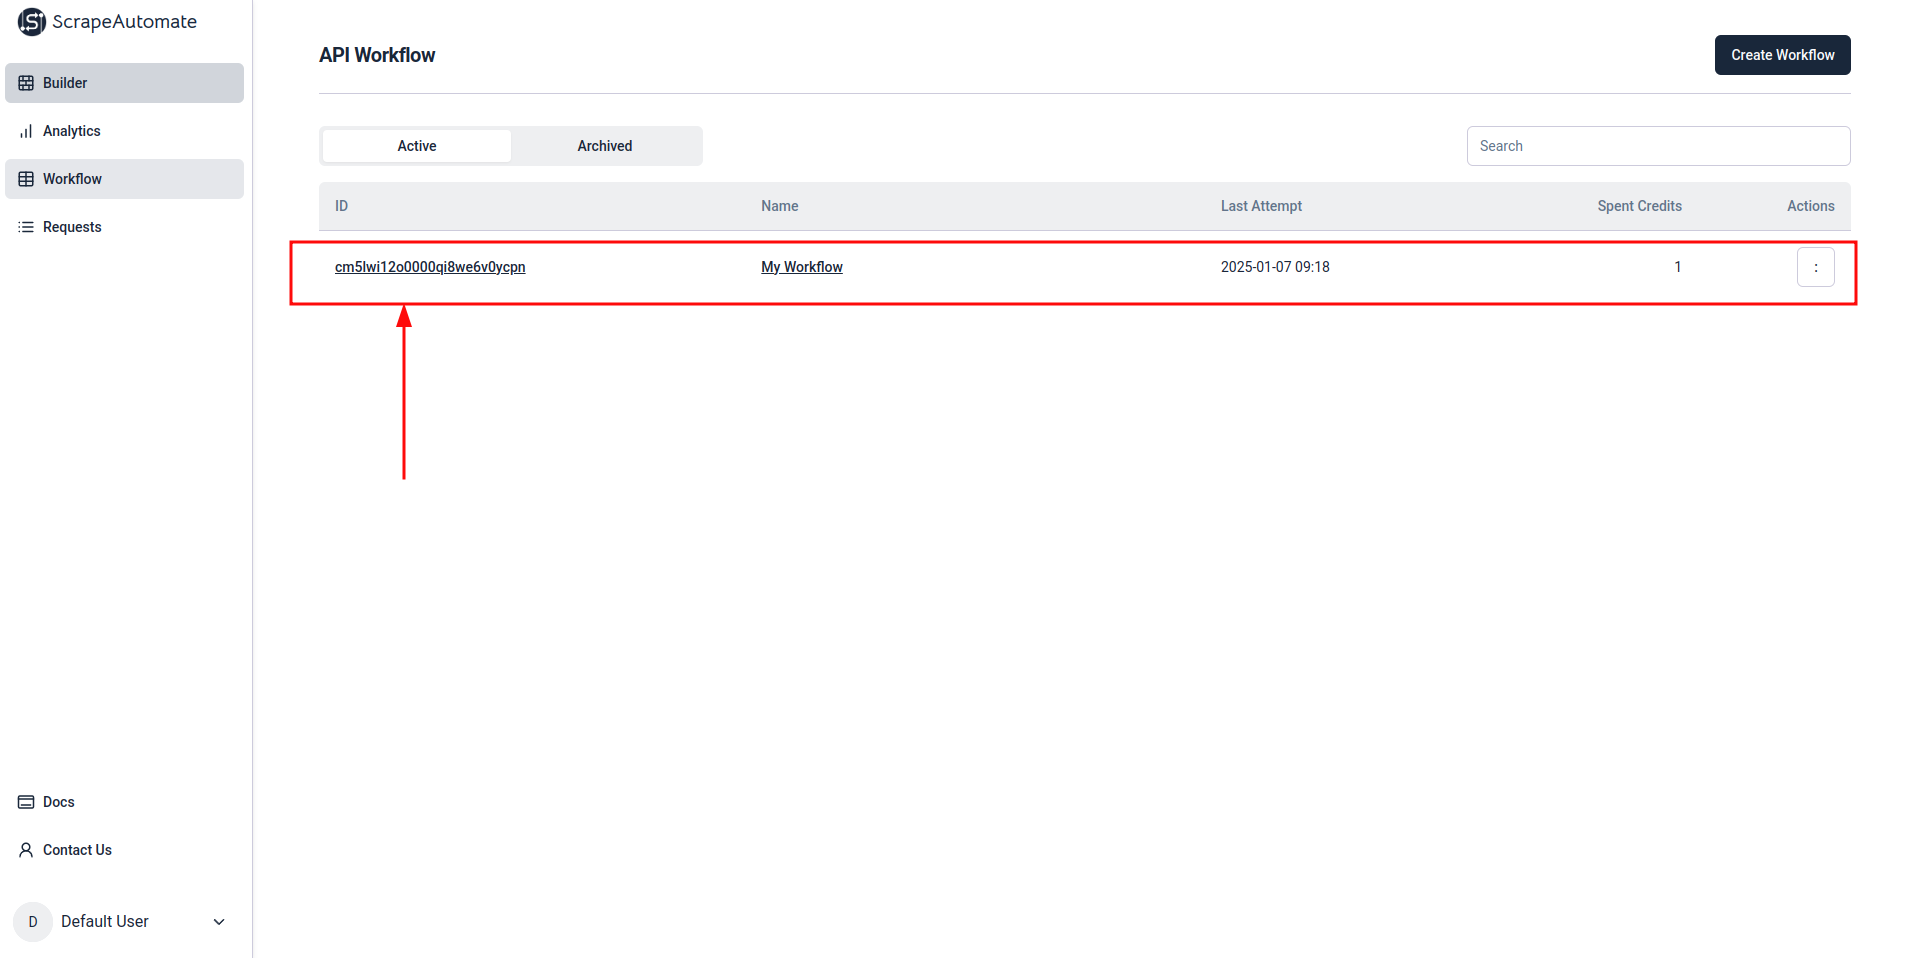 ScrapeAutomate
Builder
Analytics
Workflow
Requests
Docs
Contact Us
D Default User
API Workflow
Create Workflow
Active Archived
Search
ID Name Last Attempt Spent Credits Actions
cm5lwi12o0000qi8we6v0ycpn My Workflow 2025-01-07 09:18 1 :